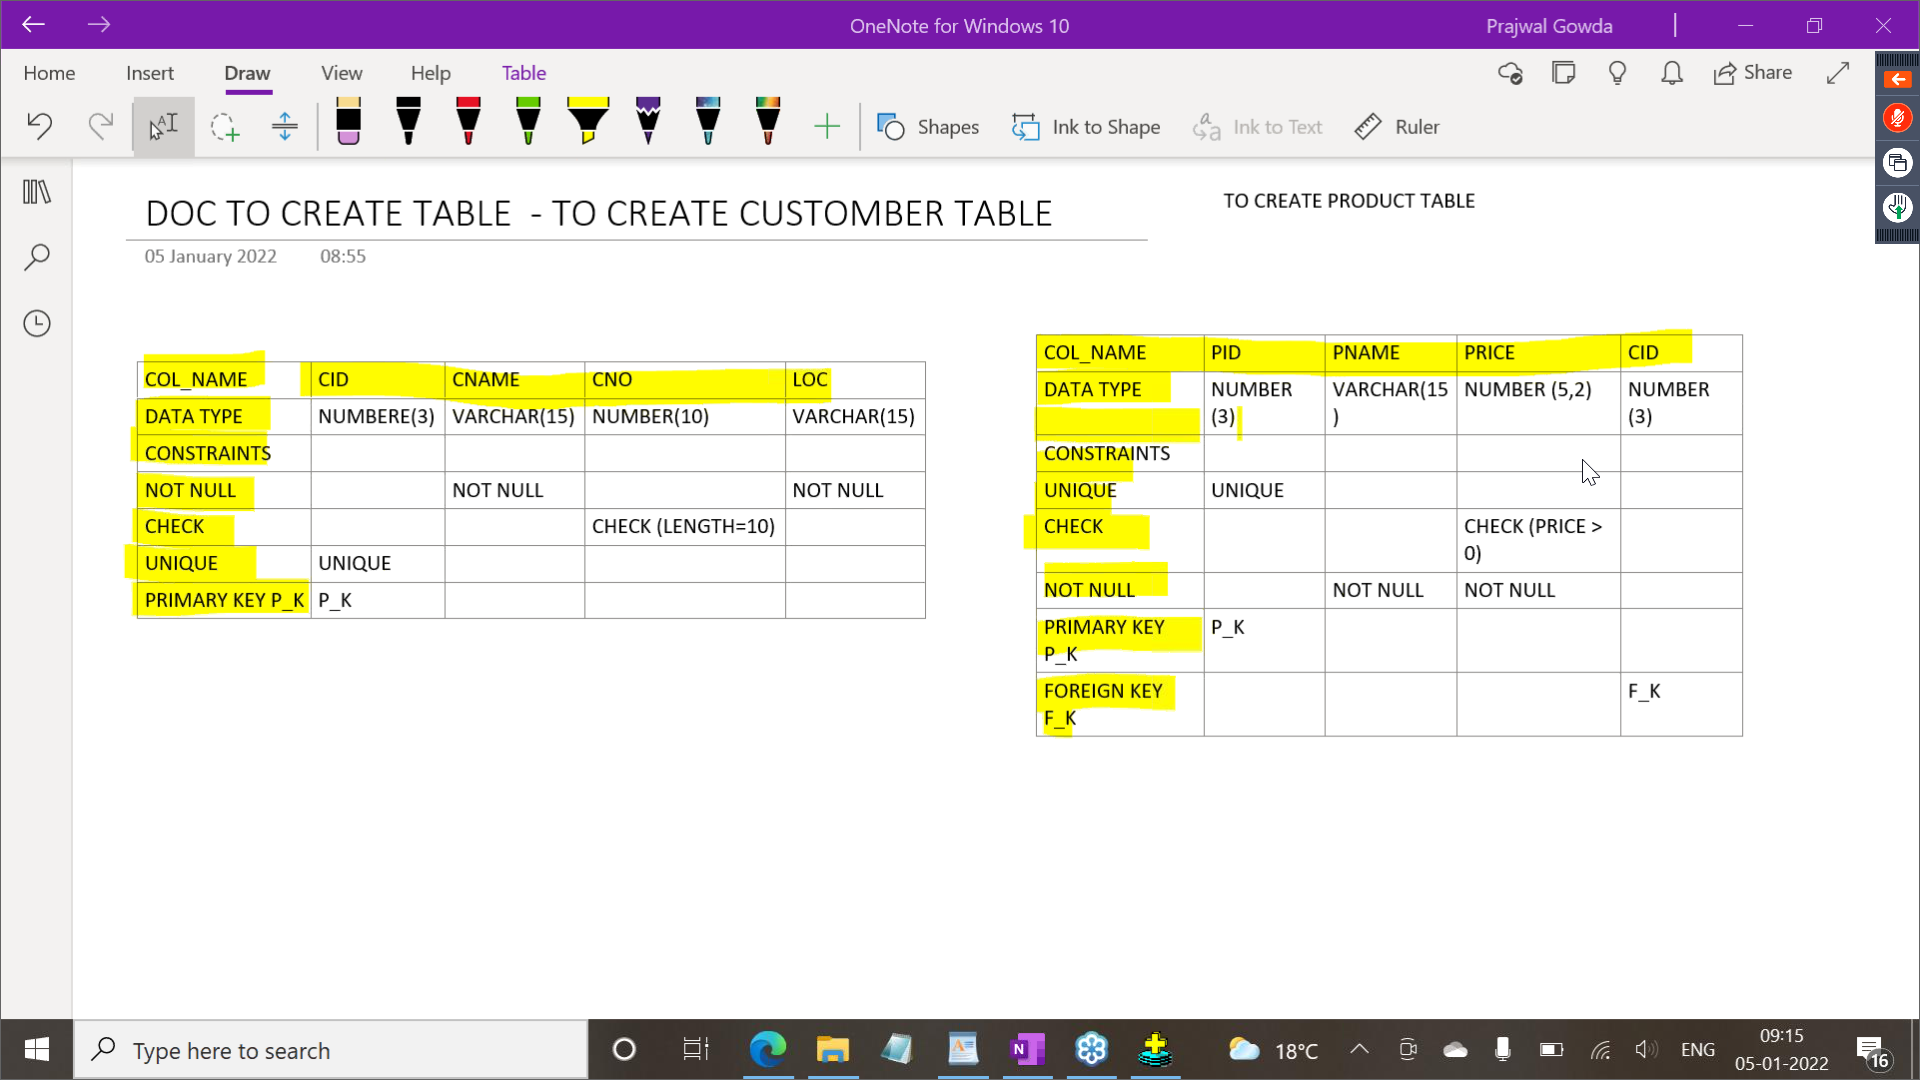 OneNote for Windows 10
Prajwal Gowda
Home Insert Draw View Help Table
Share
Shapes Ink to Shape Ink to Text Ruler
DOC TO CREATE TABLE - TO CREATE CUSTOMBER TABLE
05 January 2022 08:55
TO CREATE PRODUCT TABLE
COL_NAME CID CNAME CNO LOC
DATA TYPE NUMBERE(3) VARCHAR(15) NUMBER(10) VARCHAR(15)
CONSTRAINTS
NOT NULL NOT NULL NOT NULL
CHECK CHECK (LENGTH=10)
UNIQUE UNIQUE
PRIMARY KEY P_K P_K
COL_NAME PID PNAME PRICE CID
DATA TYPE NUMBER VARCHAR(15 NUMBER (5,2) NUMBER
(3) ) (3)
CONSTRAINTS
UNIQUE UNIQUE
CHECK CHECK (PRICE >
0)
NOT NULL NOT NULL NOT NULL
PRIMARY KEY P_K
P_K
FOREIGN KEY F_K
F_K
Type here to search
18°C
ENG
09:15
05-01-2022
16